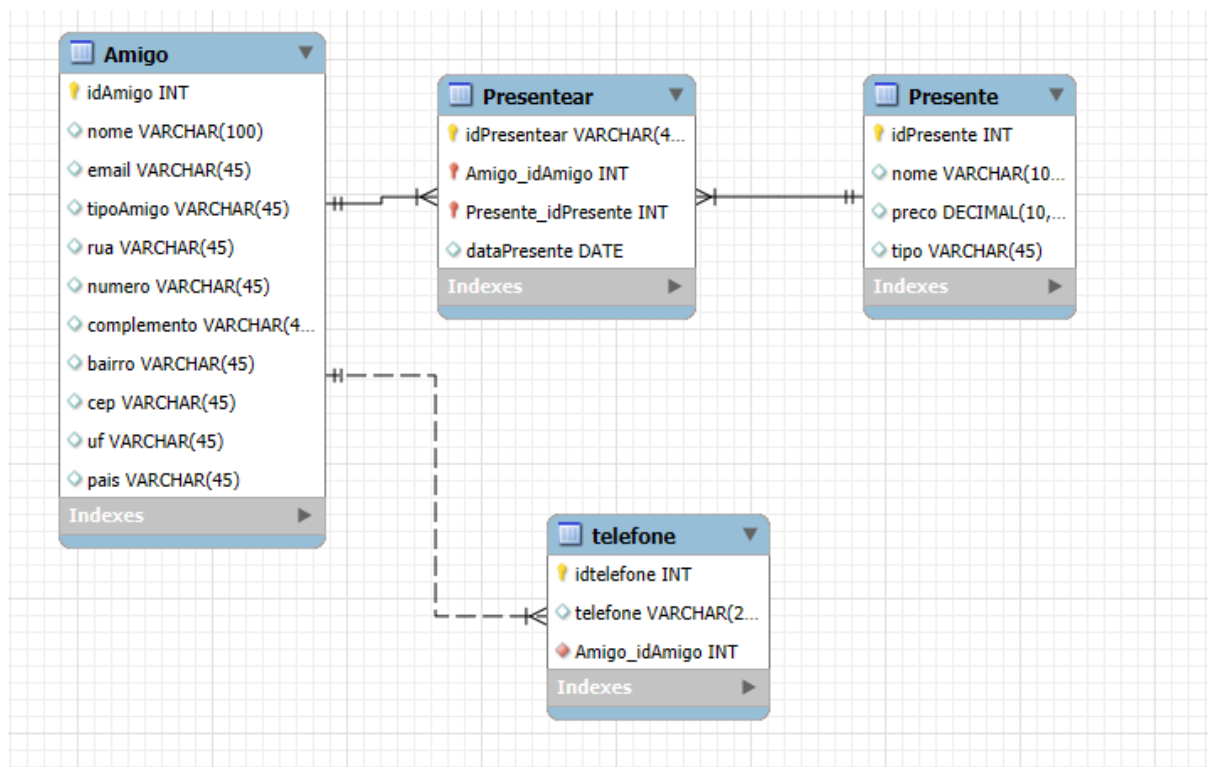 Amigo
idAmigo INT
nome VARCHAR(100)
email VARCHAR(45)
tipoAmigo VARCHAR(45)
rua VARCHAR(45)
numero VARCHAR(45)
complemento VARCHAR(4...
bairro VARCHAR(45)
cep VARCHAR(45)
uf VARCHAR(45)
pais VARCHAR(45)
Indexes
Presentear
idPresentear VARCHAR(4...
Amigo_idAmigo INT
Presente_idPresente INT
dataPresente DATE
Indexes
Presente
idPresente INT
nome VARCHAR(10...
preco DECIMAL(10,...
tipo VARCHAR(45)
Indexes
telefone
idtelefone INT
telefone VARCHAR(2...
Amigo_idAmigo INT
Indexes